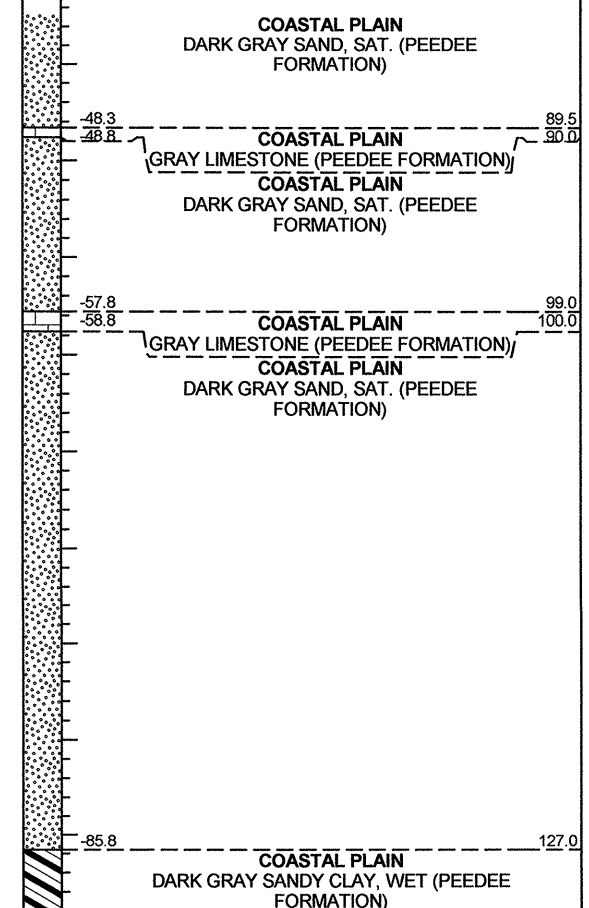 COASTAL PLAIN
DARK GRAY SAND, SAT. (PEEDEE
FORMATION)
-48.3 89.5
-48.8 COASTAL PLAIN 90.0
GRAY LIMESTONE (PEEDEE FORMATION)
COASTAL PLAIN
DARK GRAY SAND, SAT. (PEEDEE
FORMATION)
-57.8 99.0
-58.8 COASTAL PLAIN 100.0
GRAY LIMESTONE (PEEDEE FORMATION)
COASTAL PLAIN
DARK GRAY SAND, SAT. (PEEDEE
FORMATION)
-85.8 127.0
COASTAL PLAIN
DARK GRAY SANDY CLAY, WET (PEEDEE
FORMATION)